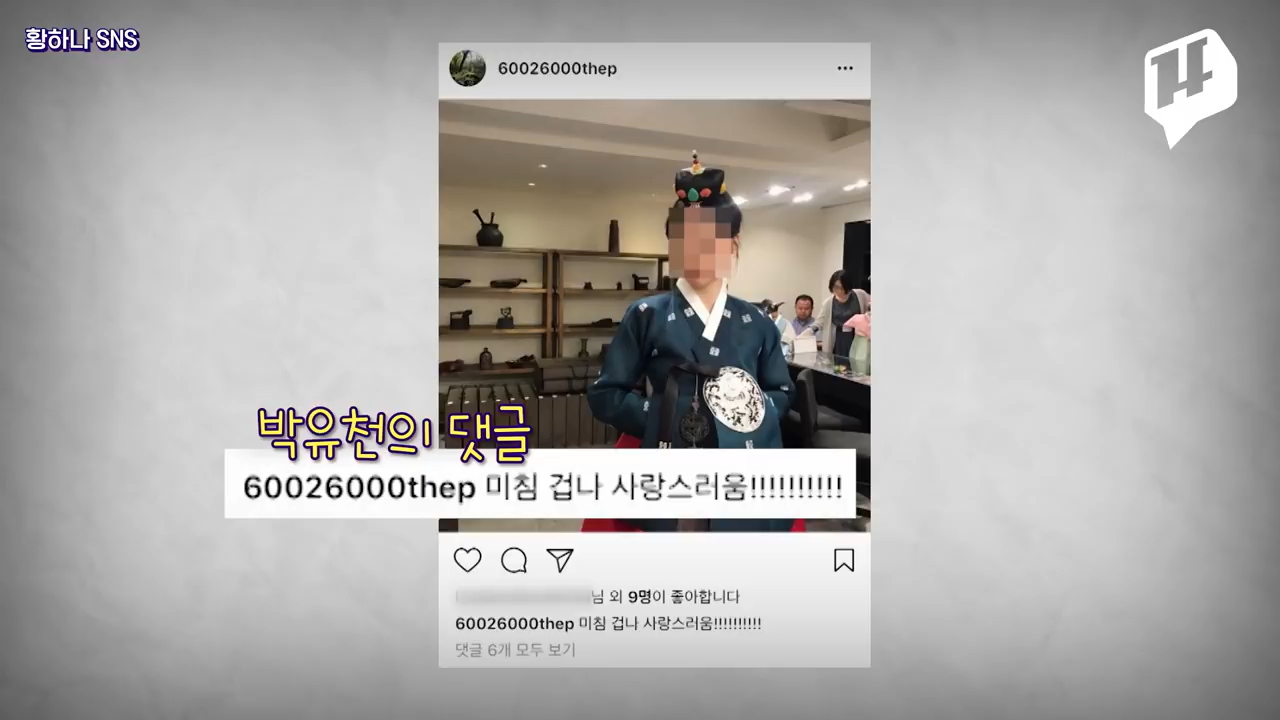 황하나 SNS
60026000thep
박유천의 댓글
60026000thep 미침 겁나 사랑스러움!!!!!!!!!!
님 외 9명이 좋아합니다
60026000thep 미침 겁나 사랑스러움!!!!!!!!!!
댓글 6개 모두 보기